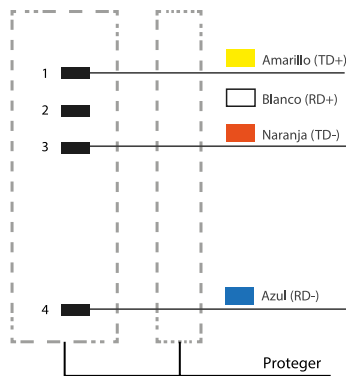 1 Amarillo (TD+)
2 Blanco (RD+)
3 Naranja (TD-)
4 Azul (RD-)
Proteger